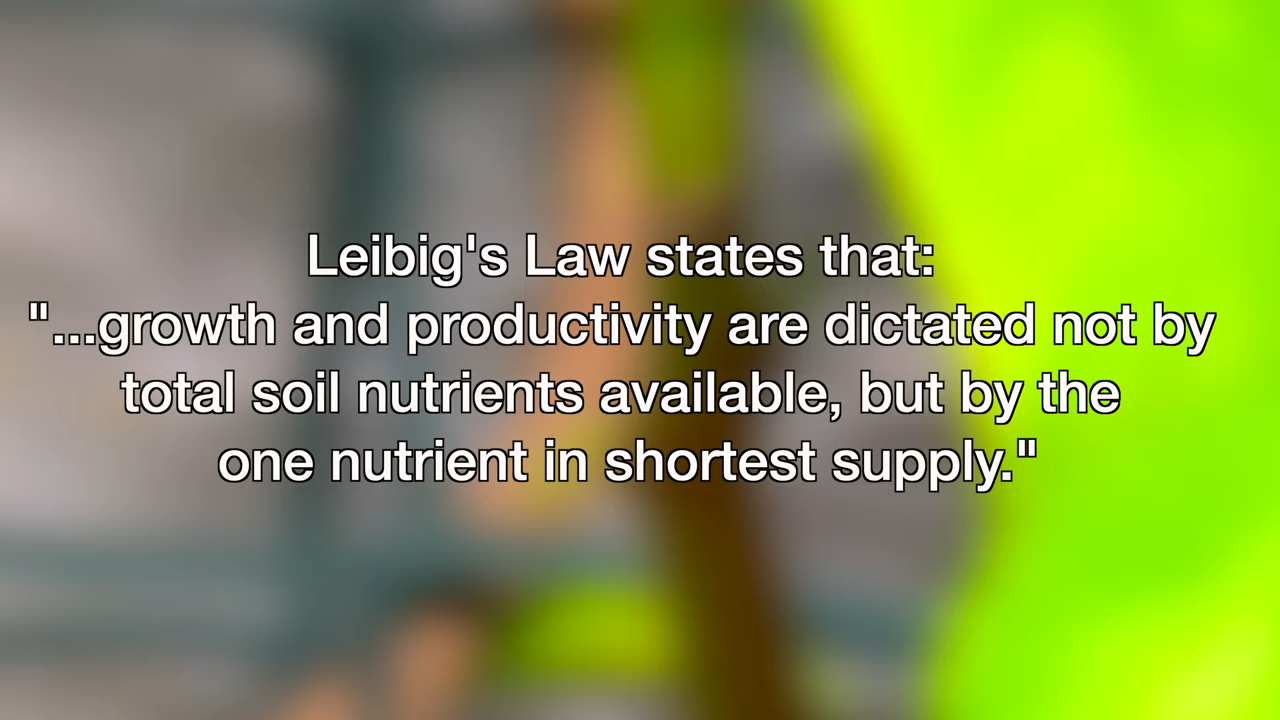 Leibig's Law states that:
"...growth and productivity are dictated not by
total soil nutrients available, but by the
one nutrient in shortest supply."